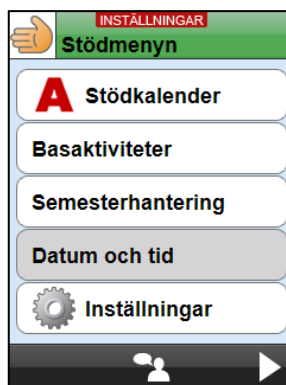 INSTÄLLNINGAR
Stödmenyn
A Stödkalender
Basaktiviteter
Semesterhantering
Datum och tid
Inställningar